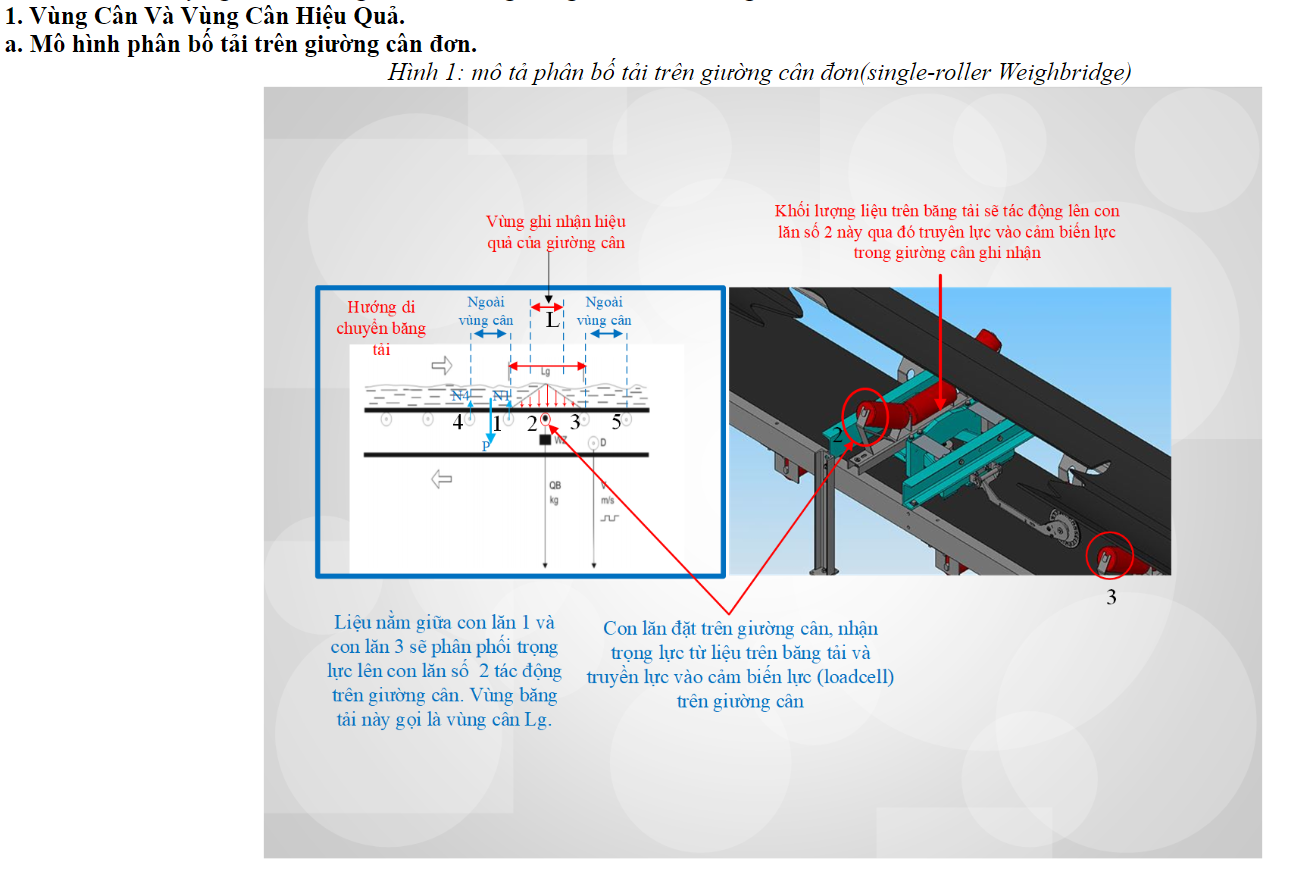 1. Vùng Cân Và Vùng Cân Hiệu Quả.
a. Mô hình phân bố tải trên giường cân đơn.
Hình 1: mô tả phân bố tải trên giường cân đơn(single-roller Weighbridge)
Vùng ghi nhận hiệu
quả của giường cân
Khối lượng liệu trên băng tải sẽ tác động lên con
lăn số 2 này qua đó truyền lực vào cảm biến lực
trong giường cân ghi nhận
Hướng di
chuyển băng
tải
Ngoài
vùng cân
L
Ngoài
vùng cân
Lg
N4
N1
4
1
2
3
5
P
WZ
D
QB
kg
V
m/s
2
3
Liệu nằm giữa con lăn 1 và
con lăn 3 sẽ phân phối trọng
lực lên con lăn số 2 tác động
trên giường cân. Vùng băng
tải này gọi là vùng cân Lg.
Con lăn đặt trên giường cân, nhận
trọng lực từ liệu trên băng tải và
truyền lực vào cảm biến lực (loadcell)
trên giường cân